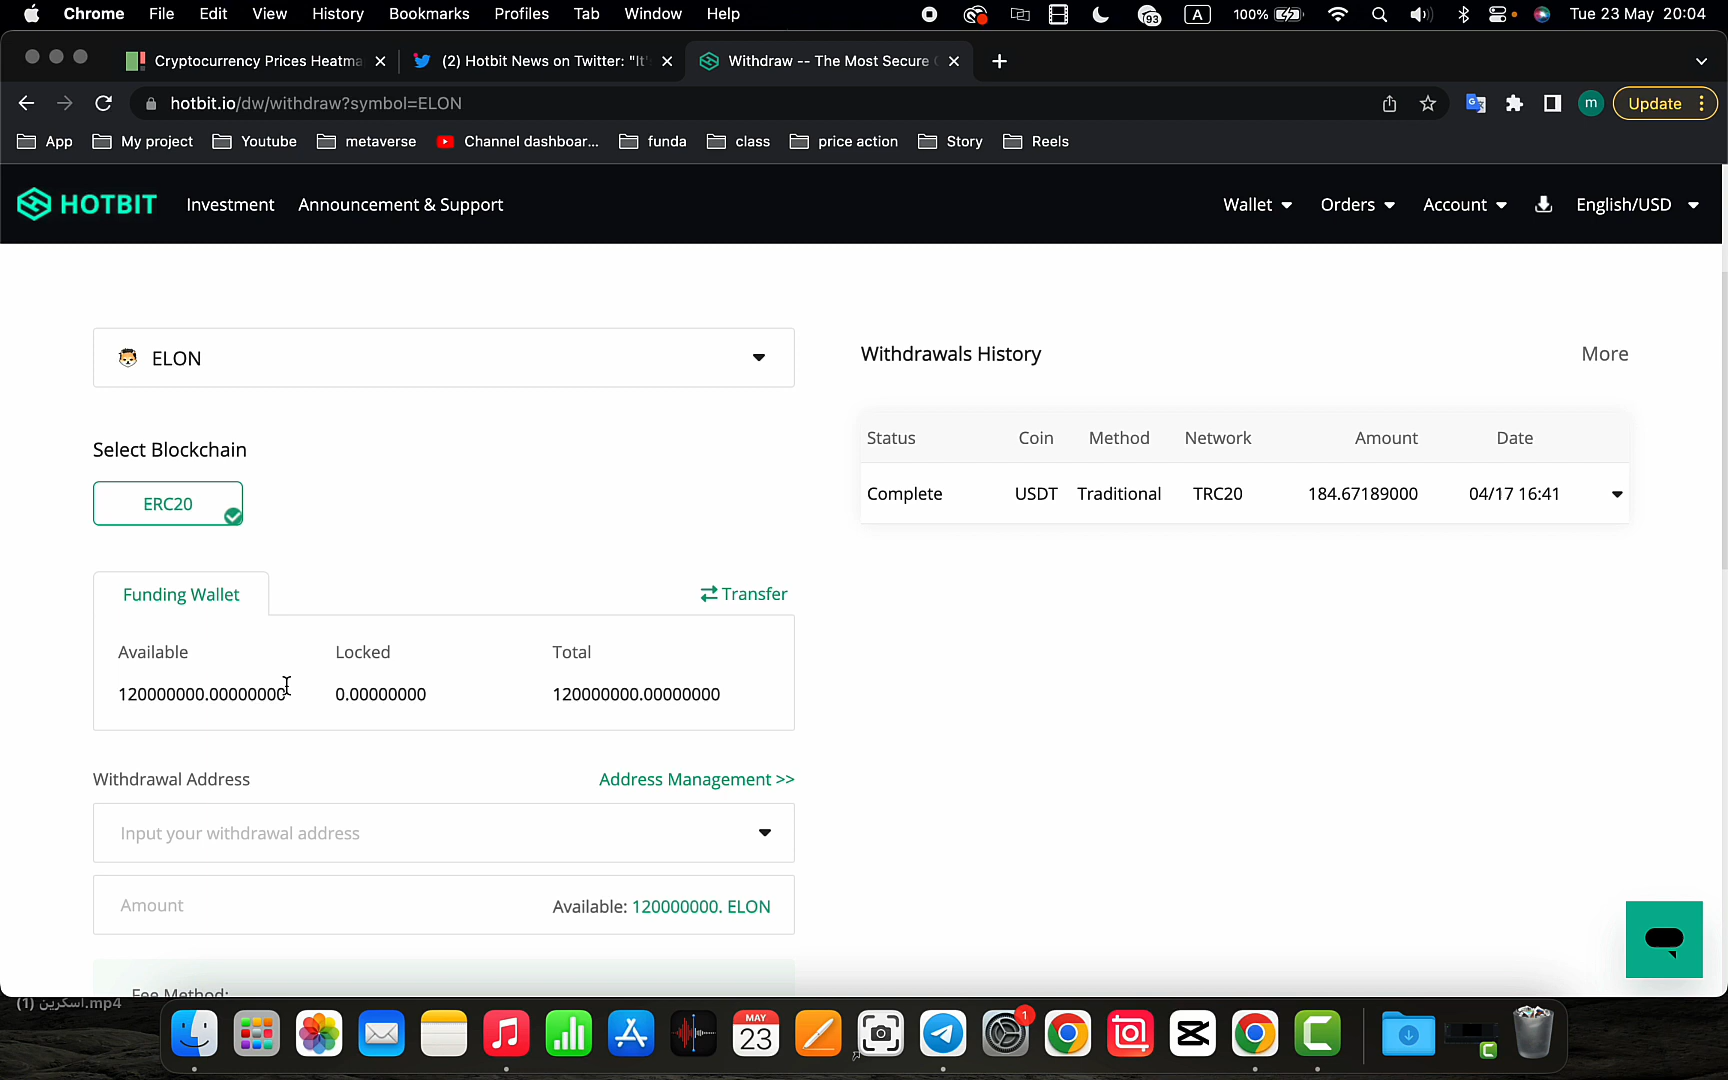 Chrome File Edit View History Bookmarks Profiles Tab Window Help 93 A 100% Tue 23 May 20:04
Cryptocurrency Prices Heatma (2) Hotbit News on Twitter: "It' Withdraw -- The Most Secure
hotbit.io/dw/withdraw?symbol=ELON m Update
App My project Youtube metaverse Channel dashboar... funda class price action Story Reels
HOTBIT Investment Announcement & Support Wallet Orders Account English/USD
ELON
Select Blockchain
ERC20
Funding Wallet Transfer
Available Locked Total
120000000.00000000 0.00000000 120000000.00000000
Withdrawal Address Address Management >>
Input your withdrawal address
Amount Available: 120000000. ELON
Fee Method:
Withdrawals History More
Status Coin Method Network Amount Date
Complete USDT Traditional TRC20 184.67189000 04/17 16:41
(1) اسکرین.mp4
MAY
23
1